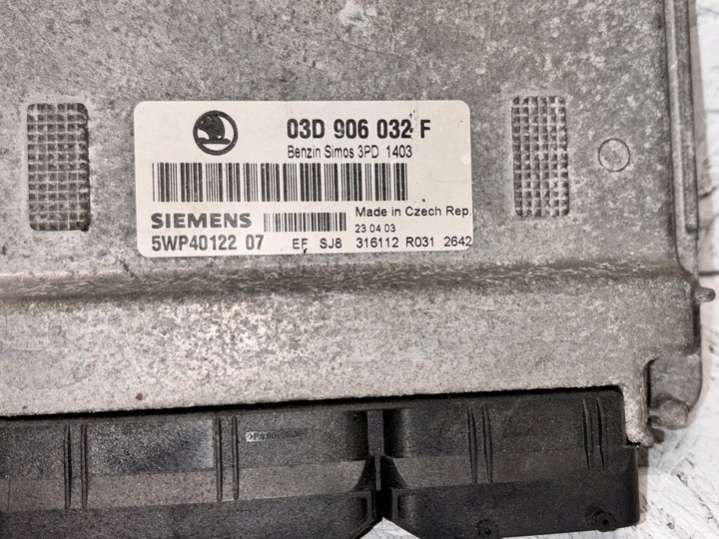 03D 906 032 F
Benzin Simos 3PD 1403
SIEMENS
Made in Czech Rep
23 04 03
5WP40122 07 EF SJ8 316112 R031 2642